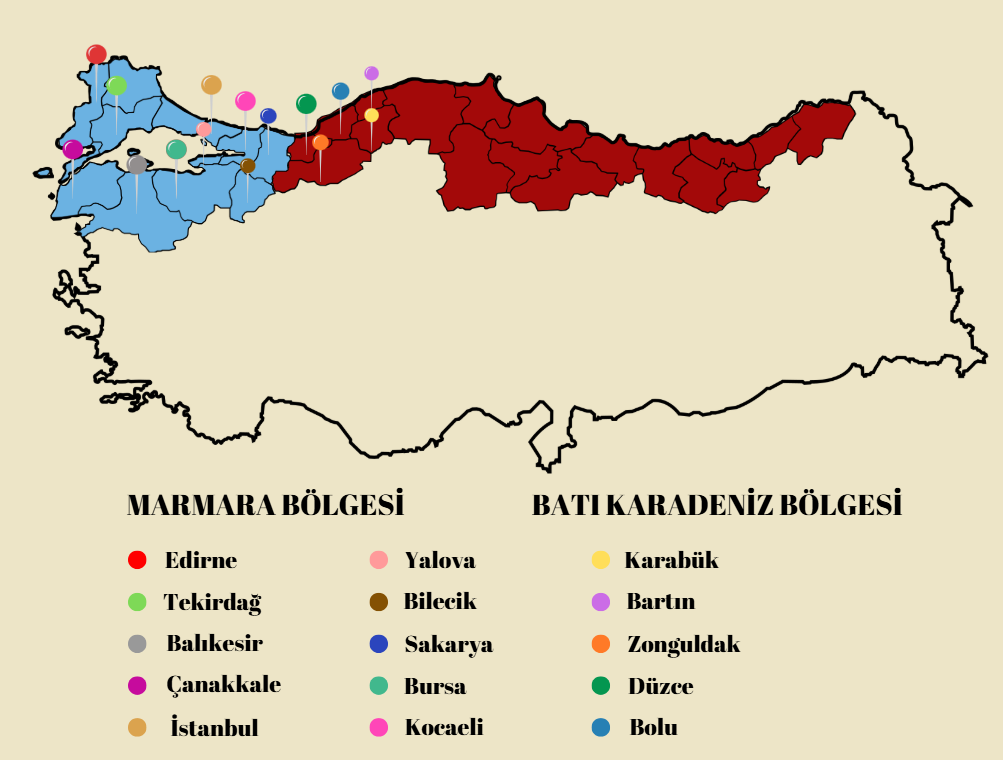 MARMARA BÖLGESİ
Edirne
Tekirdağ
Balıkesir
Çanakkale
İstanbul
Yalova
Bilecik
Sakarya
Bursa
Kocaeli
BATI KARADENİZ BÖLGESİ
Karabük
Bartın
Zonguldak
Düzce
Bolu